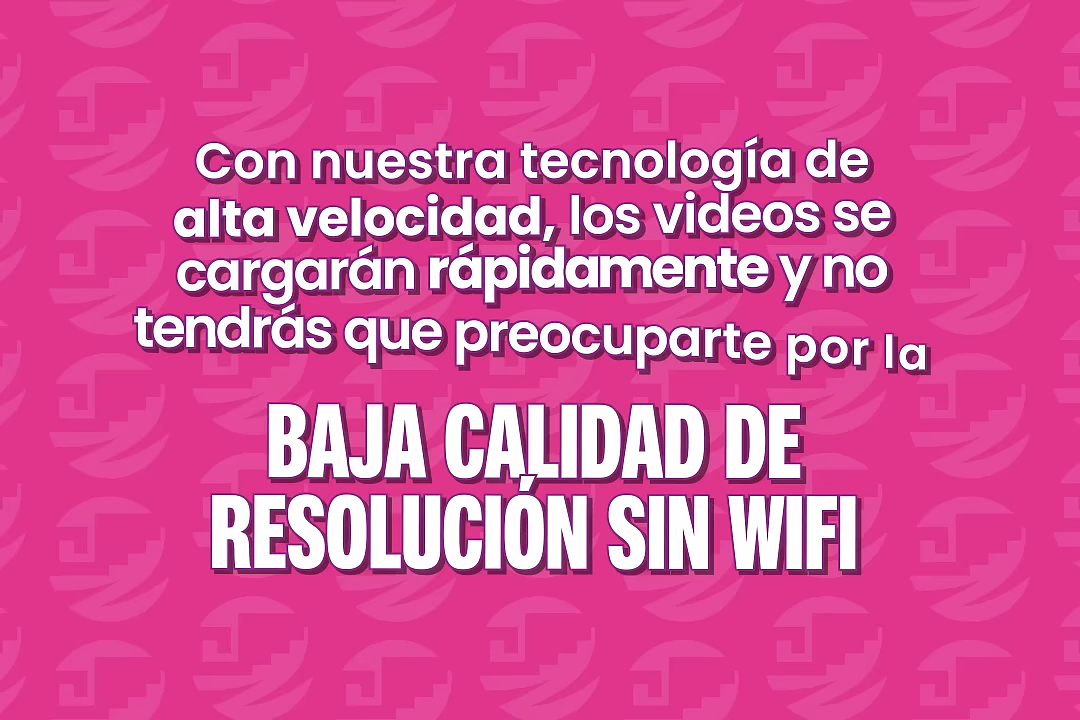 Con nuestra tecnología de
alta velocidad, los videos se
cargarán rápidamente y no
tendrás que preocuparte por la
BAJA CALIDAD DE
RESOLUCIÓN SIN WIFI